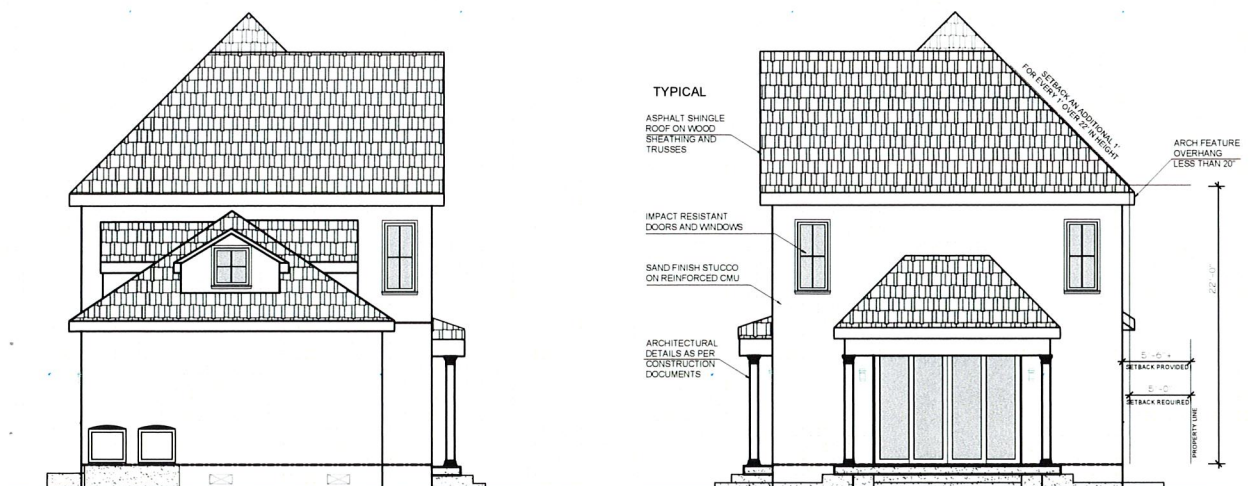 TYPICAL
ASPHALT SHINGLE
ROOF ON WOOD
SHEATHING AND
TRUSSES
IMPACT RESISTANT
DOORS AND WINDOWS
SAND FINISH STUCCO
ON REINFORCED CMU
ARCHITECTURAL
DETAILS AS PER
CONSTRUCTION
DOCUMENTS
SETBACK AN ADDITIONAL 1'
FOR EVERY 1' OVER 22' IN HEIGHT
ARCH FEATURE
OVERHANG
LESS THAN 20"
22'-0"
5'-6"+
SETBACK PROVIDED
5'-0"
SETBACK REQUIRED
PROPERTY LINE